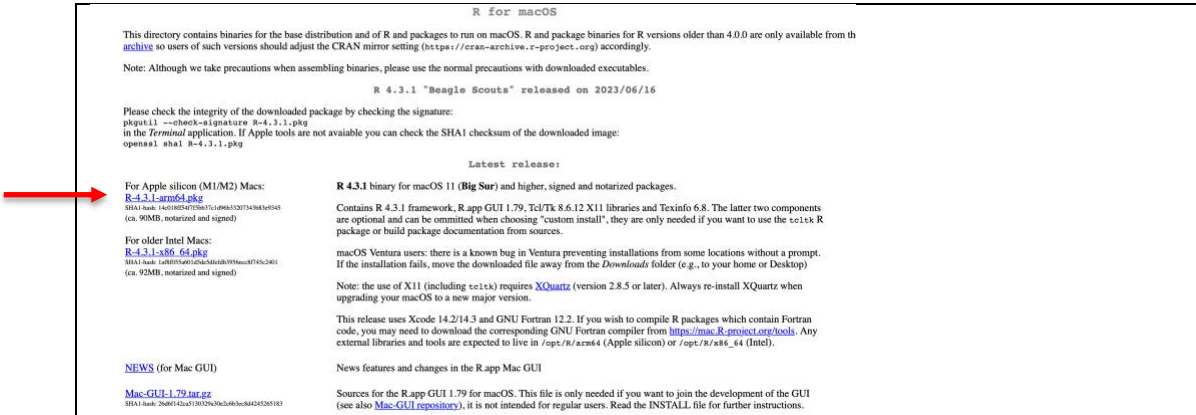 R for macOS
This directory contains binaries for the base distribution and of R and packages to run on macOS. R and package binaries for R versions older than 4.0.0 are only available from th
archive so users of such versions should adjust the CRAN mirror setting (https://cran-archive.r-project.org) accordingly.
Note: Although we take precautions when assembling binaries, please use the normal precautions with downloaded executables.
R 4.3.1 "Beagle Scouts" released on 2023/06/16
Please check the integrity of the downloaded package by checking the signature:
pkgutil --check-signature R-4.3.1.pkg
in the Terminal application. If Apple tools are not avaiable you can check the SHA1 checksum of the downloaded image:
openssl sha1 R-4.3.1.pkg
Latest release:
For Apple silicon (M1/M2) Macs:
R-4.3.1-arm64.pkg
SHA1-hash:
(ca. 90MB, notarized and signed)
For older Intel Macs:
R-4.3.1-x86_64.pkg
SHA1-hash:
(ca. 92MB, notarized and signed)
R 4.3.1 binary for macOS 11 (Big Sur) and higher, signed and notarized packages.
Contains R 4.3.1 framework, R.app GUI 1.79, Tcl/Tk 8.6.12 X11 libraries and Texinfo 6.8. The latter two components
are optional and can be ommitted when choosing "custom install", they are only needed if you want to use the tcltk R
package or build package documentation from sources.
macOS Ventura users: there is a known bug in Ventura preventing installations from some locations without a prompt.
If the installation fails, move the downloaded file away from the Downloads folder (e.g., to your home or Desktop)
Note: the use of X11 (including tcltk) requires XQuartz (version 2.8.5 or later). Always re-install XQuartz when
upgrading your macOS to a new major version.
This release uses Xcode 14.2/14.3 and GNU Fortran 12.2. If you wish to compile R packages which contain Fortran
code, you may need to download the corresponding GNU Fortran compiler from https://mac.R-project.org/tools. Any
external libraries and tools are expected to live in /opt/R/arm64 (Apple silicon) or /opt/R/x86_64 (Intel).
NEWS (for Mac GUI)
News features and changes in the R.app Mac GUI
Mac-GUI-1.79.tar.gz
SHA1-hash:
Sources for the R.app GUI 1.79 for macOS. This file is only needed if you want to join the development of the GUI
(see also Mac-GUI repository), it is not intended for regular users. Read the INSTALL file for further instructions.